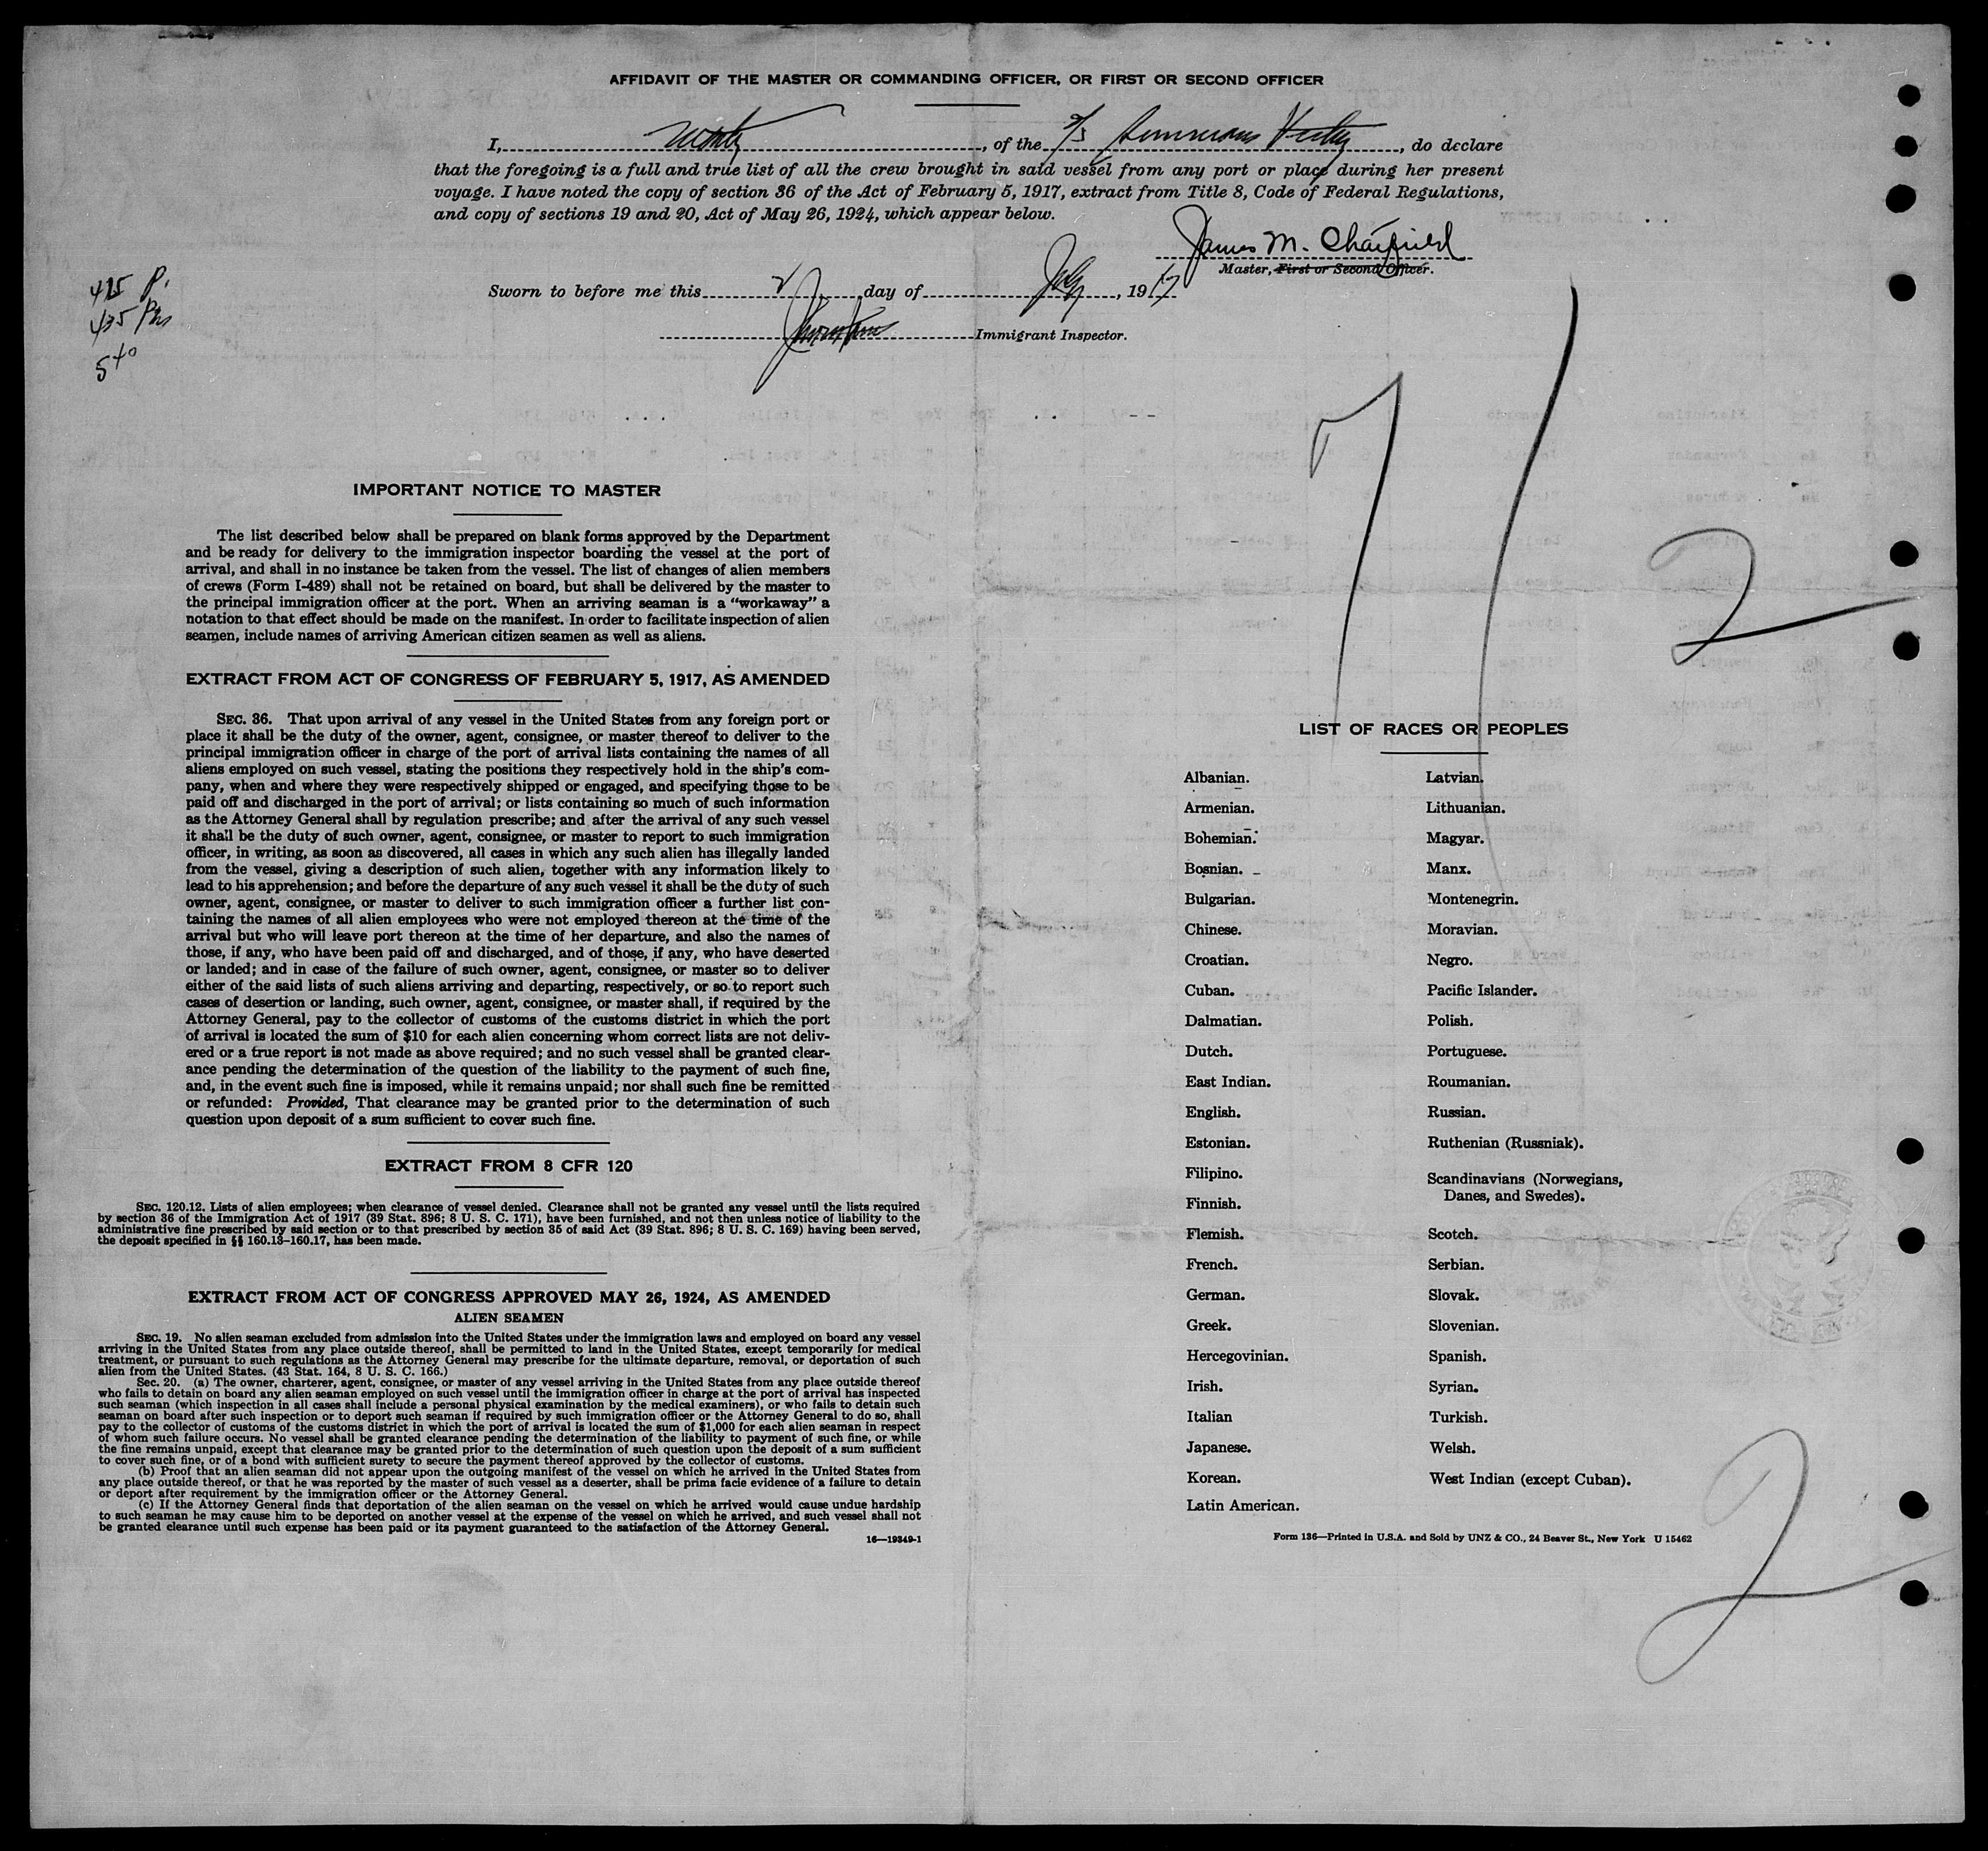 AFFIDAVIT OF THE MASTER OR COMMANDING OFFICER, OR FIRST OR SECOND OFFICER
I, Master, of the S/S Simmons Victory, do declare
that the foregoing is a full and true list of all the crew brought in said vessel from any port or place during her present
voyage. I have noted the copy of section 36 of the Act of February 5, 1917, extract from Title 8, Code of Federal Regulations,
and copy of sections 19 and 20, Act of May 26, 1924, which appear below.
James M. Chatfield
Master, First or Second Officer.
Sworn to before me this 2 day of July, 1947
Immigrant Inspector.
415 P.
435 Pm
540
71
2
IMPORTANT NOTICE TO MASTER
The list described below shall be prepared on blank forms approved by the Department
and be ready for delivery to the immigration inspector boarding the vessel at the port of
arrival, and shall in no instance be taken from the vessel. The list of changes of alien members
of crews (Form I-489) shall not be retained on board, but shall be delivered by the master to
the principal immigration officer at the port. When an arriving seaman is a "workaway" a
notation to that effect should be made on the manifest. In order to facilitate inspection of alien
seamen, include names of arriving American citizen seamen as well as aliens.
EXTRACT FROM ACT OF CONGRESS OF FEBRUARY 5, 1917, AS AMENDED
SEC. 36. That upon arrival of any vessel in the United States from any foreign port or
place it shall be the duty of the owner, agent, consignee, or master thereof to deliver to the
principal immigration officer in charge of the port of arrival lists containing the names of all
aliens employed on such vessel, stating the positions they respectively hold in the ship's com-
pany, when and where they were respectively shipped or engaged, and specifying those to be
paid off and discharged in the port of arrival; or lists containing so much of such information
as the Attorney General shall by regulation prescribe; and after the arrival of any such vessel
it shall be the duty of such owner, agent, consignee, or master to report to such immigration
officer, in writing, as soon as discovered, all cases in which any such alien has illegally landed
from the vessel, giving a description of such alien, together with any information likely to
lead to his apprehension; and before the departure of any such vessel it shall be the duty of such
owner, agent, consignee, or master to deliver to such immigration officer a further list con-
taining the names of all alien employees who were not employed thereon at the time of the
arrival but who will leave port thereon at the time of her departure, and also the names of
those, if any, who have been paid off and discharged, and of those, if any, who have deserted
or landed; and in case of the failure of such owner, agent, consignee, or master so to deliver
either of the said lists of such aliens arriving and departing, respectively, or so to report such
cases of desertion or landing, such owner, agent, consignee, or master shall, if required by the
Attorney General, pay to the collector of customs of the customs district in which the port
of arrival is located the sum of $10 for each alien concerning whom correct lists are not deliv-
ered or a true report is not made as above required; and no such vessel shall be granted clear-
ance pending the determination of the question of the liability to the payment of such fine,
and, in the event such fine is imposed, while it remains unpaid; nor shall such fine be remitted
or refunded: Provided, That clearance may be granted prior to the determination of such
question upon deposit of a sum sufficient to cover such fine.
EXTRACT FROM 8 CFR 120
SEC. 120.12. Lists of alien employees; when clearance of vessel denied. Clearance shall not be granted any vessel until the lists required
by section 36 of the Immigration Act of 1917 (39 Stat. 896; 8 U. S. C. 171), have been furnished, and not then unless notice of liability to the
administrative fine prescribed by said section or to that prescribed by section 35 of said Act (39 Stat. 896; 8 U. S. C. 169) having been served,
the deposit specified in §§ 160.13–160.17, has been made.
EXTRACT FROM ACT OF CONGRESS APPROVED MAY 26, 1924, AS AMENDED
ALIEN SEAMEN
SEC. 19. No alien seaman excluded from admission into the United States under the immigration laws and employed on board any vessel
arriving in the United States from any place outside thereof, shall be permitted to land in the United States, except temporarily for medical
treatment, or pursuant to such regulations as the Attorney General may prescribe for the ultimate departure, removal, or deportation of such
alien from the United States. (43 Stat. 164, 8 U. S. C. 166.)
Sec. 20. (a) The owner, charterer, agent, consignee, or master of any vessel arriving in the United States from any place outside thereof
who fails to detain on board any alien seaman employed on such vessel until the immigration officer in charge at the port of arrival has inspected
such seaman (which inspection in all cases shall include a personal physical examination by the medical examiners), or who fails to detain such
seaman on board after such inspection or to deport such seaman if required by such immigration officer or the Attorney General to do so, shall
pay to the collector of customs of the customs district in which the port of arrival is located the sum of $1,000 for each alien seaman in respect
of whom such failure occurs. No vessel shall be granted clearance pending the determination of the liability to payment of such fine, or while
the fine remains unpaid, except that clearance may be granted prior to the determination of such question upon the deposit of a sum sufficient
to cover such fine, or of a bond with sufficient surety to secure the payment thereof approved by the collector of customs.
(b) Proof that an alien seaman did not appear upon the outgoing manifest of the vessel on which he arrived in the United States from
any place outside thereof, or that he was reported by the master of such vessel as a deserter, shall be prima facie evidence of a failure to detain
or deport after requirement by the immigration officer or the Attorney General.
(c) If the Attorney General finds that deportation of the alien seaman on the vessel on which he arrived would cause undue hardship
to such seaman he may cause him to be deported on another vessel at the expense of the vessel on which he arrived, and such vessel shall not
be granted clearance until such expense has been paid or its payment guaranteed to the satisfaction of the Attorney General.
16—19349-1
LIST OF RACES OR PEOPLES
Albanian.
Armenian.
Bohemian.
Bosnian.
Bulgarian.
Chinese.
Croatian.
Cuban.
Dalmatian.
Dutch.
East Indian.
English.
Estonian.
Filipino.
Finnish.
Flemish.
French.
German.
Greek.
Hercegovinian.
Irish.
Italian
Japanese.
Korean.
Latin American.
Latvian.
Lithuanian.
Magyar.
Manx.
Montenegrin.
Moravian.
Negro.
Pacific Islander.
Polish.
Portuguese.
Roumanian.
Russian.
Ruthenian (Russniak).
Scandinavians (Norwegians,
Danes, and Swedes).
Scotch.
Serbian.
Slovak.
Slovenian.
Spanish.
Syrian.
Turkish.
Welsh.
West Indian (except Cuban).
Form 136—Printed in U.S.A. and Sold by UNZ & CO., 24 Beaver St., New York U 15462
2